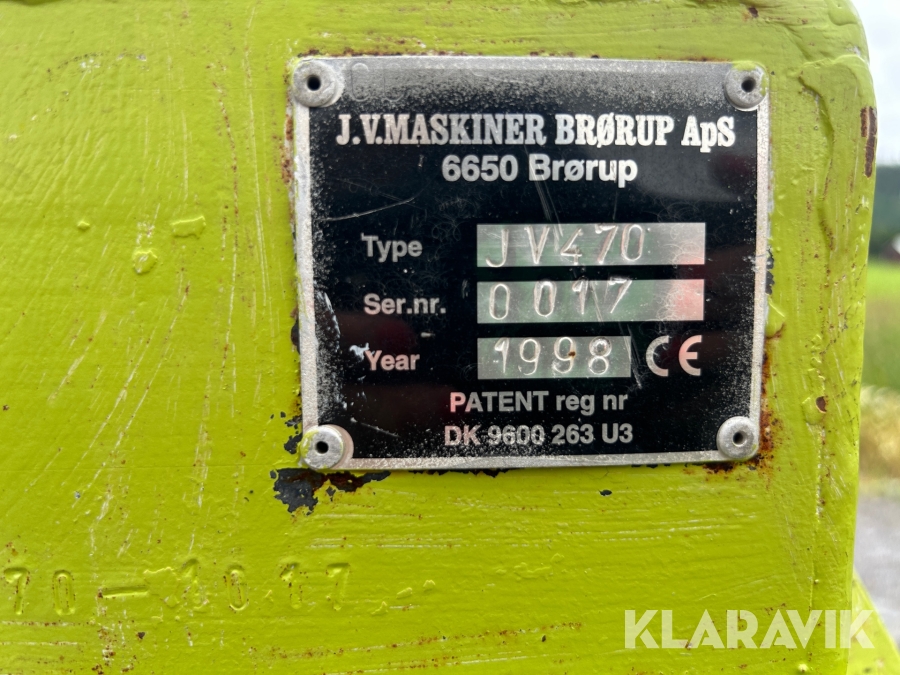 J.V.MASKINER BRØRUP ApS
6650 Brørup
Type JV470
Ser.nr. 0017
Year 1998 CE
PATENT reg nr
DK 9600 263 U3
KLARAVIK